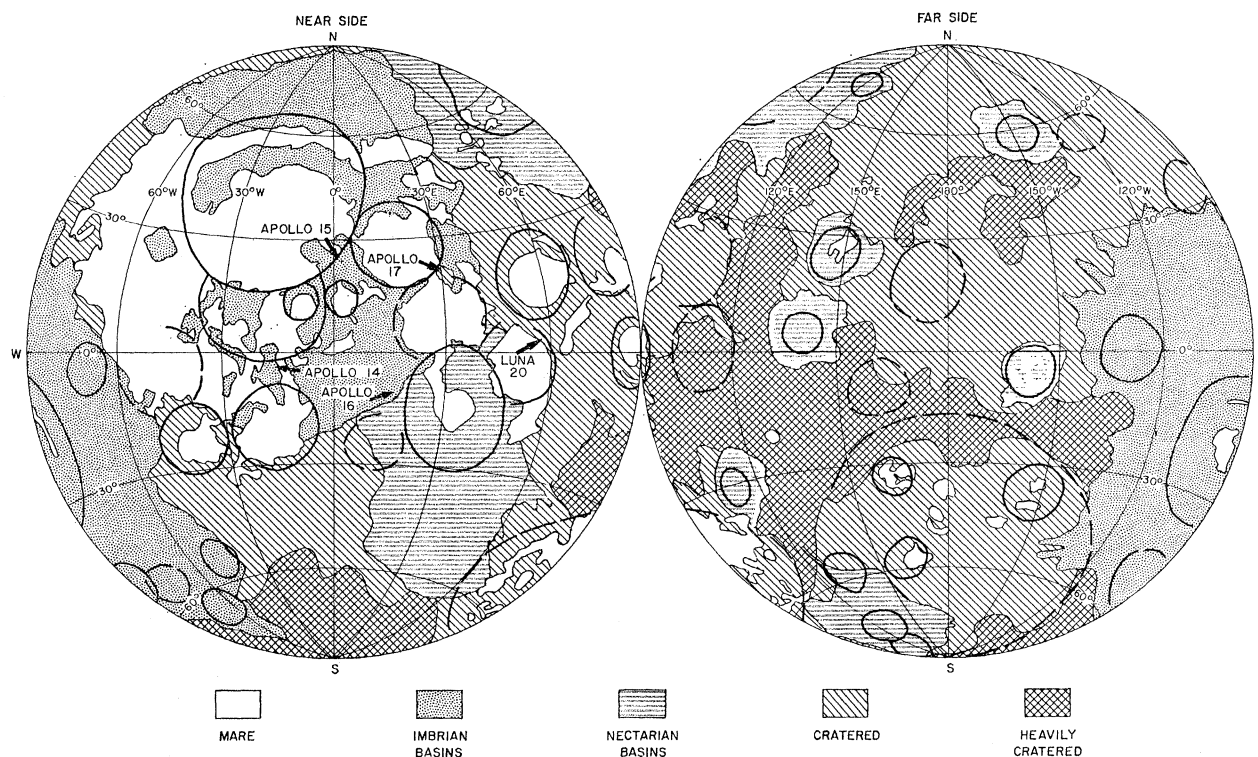 NEAR SIDE
N
FAR SIDE
N
60°
60°
60°W
30°W
0°
30°E
60°E
120°E
150°E
180°
150°W
120°W
30°
30°
APOLLO 15
APOLLO
17
W
0°
LUNA
20
0°
APOLLO 14
APOLLO
16
30°
30°
60°
S
S
MARE
IMBRIAN
BASINS
NECTARIAN
BASINS
CRATERED
HEAVILY
CRATERED